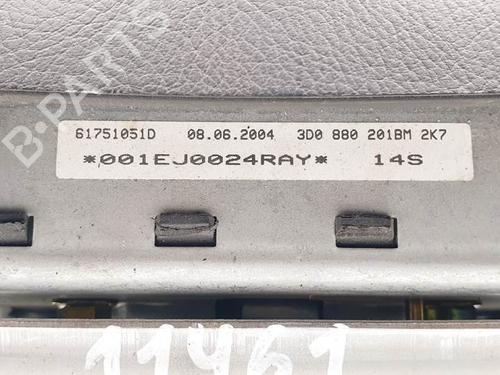 B-PARTS
61751051D 08.06.2004 3D0 880 201BM 2K7
*001EJ0024RAY* 14S
11461